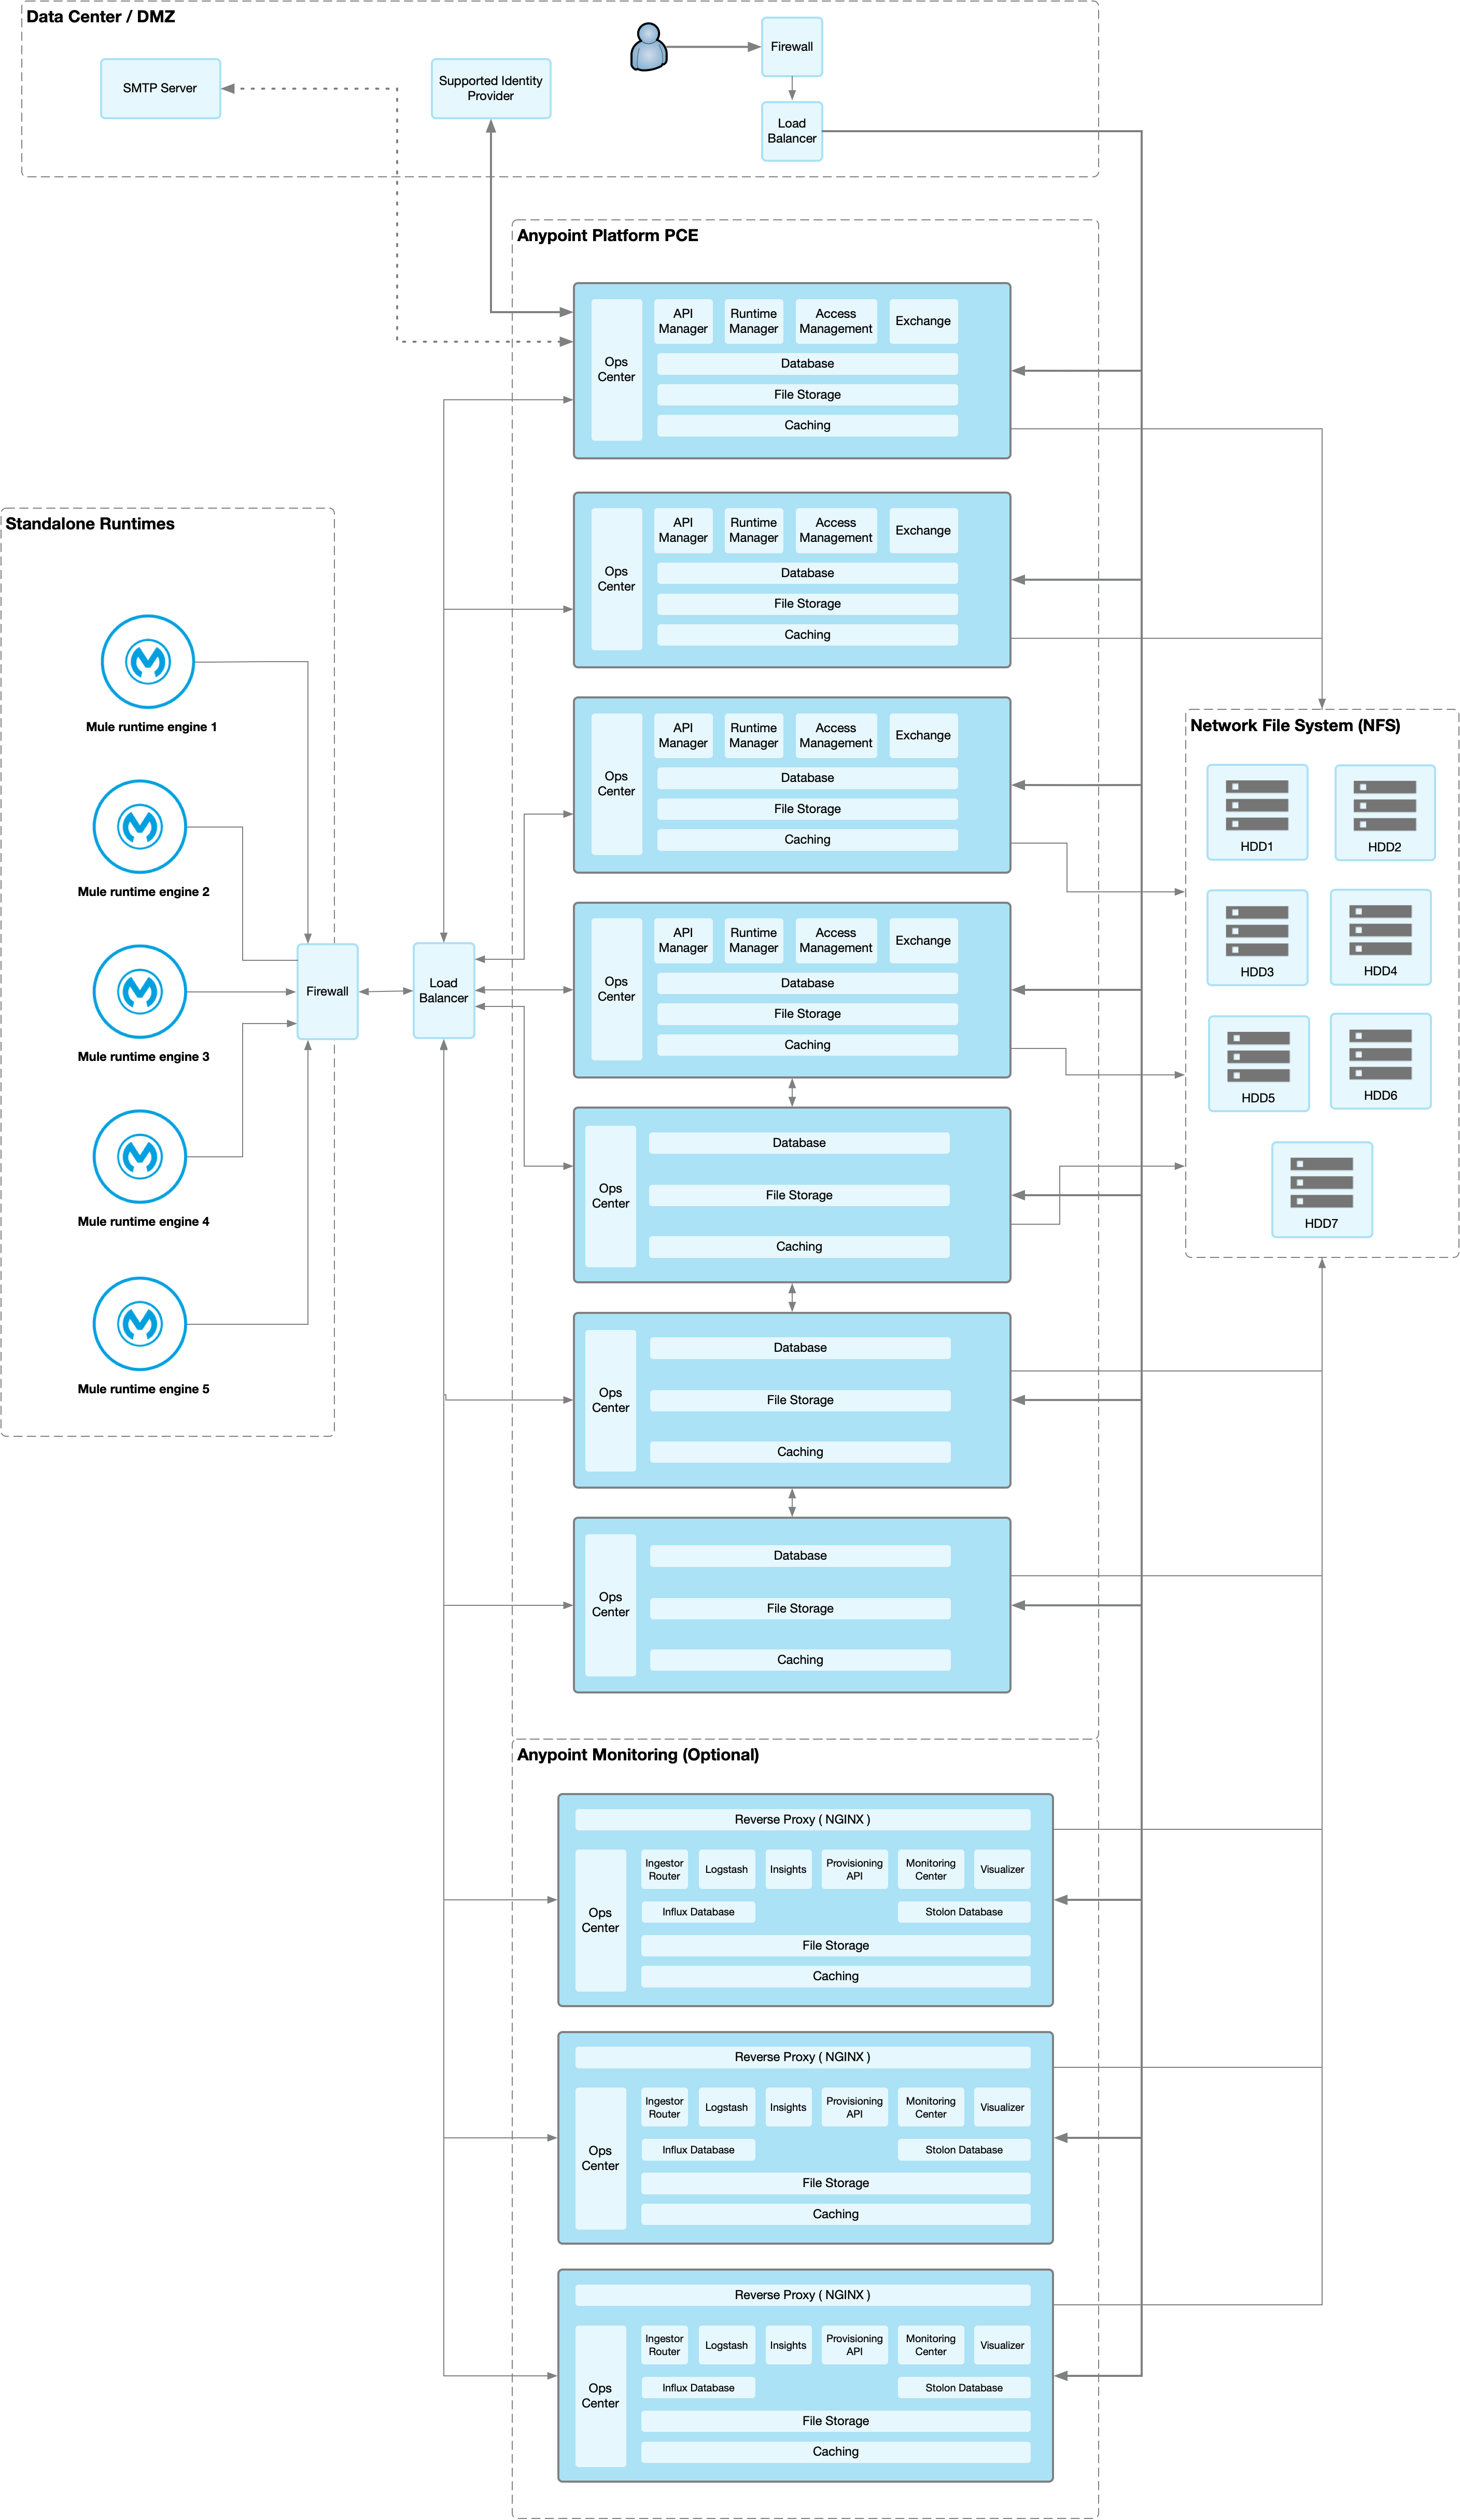 Data Center / DMZ
SMTP Server
Supported Identity
Provider
Firewall
Load
Balancer
Anypoint Platform PCE
Ops
Center
API
Manager
Runtime
Manager
Access
Management
Exchange
Database
File Storage
Caching
Ops
Center
API
Manager
Runtime
Manager
Access
Management
Exchange
Database
File Storage
Caching
Ops
Center
API
Manager
Runtime
Manager
Access
Management
Exchange
Database
File Storage
Caching
Ops
Center
API
Manager
Runtime
Manager
Access
Management
Exchange
Database
File Storage
Caching
Ops
Center
Database
File Storage
Caching
Ops
Center
Database
File Storage
Caching
Ops
Center
Database
File Storage
Caching
Standalone Runtimes
Mule runtime engine 1
Mule runtime engine 2
Mule runtime engine 3
Mule runtime engine 4
Mule runtime engine 5
Firewall
Load
Balancer
Network File System (NFS)
HDD1
HDD2
HDD3
HDD4
HDD5
HDD6
HDD7
Anypoint Monitoring (Optional)
Reverse Proxy ( NGINX )
Ops
Center
Ingestor
Router
Logstash
Insights
Provisioning
API
Monitoring
Center
Visualizer
Influx Database
Stolon Database
File Storage
Caching
Reverse Proxy ( NGINX )
Ops
Center
Ingestor
Router
Logstash
Insights
Provisioning
API
Monitoring
Center
Visualizer
Influx Database
Stolon Database
File Storage
Caching
Reverse Proxy ( NGINX )
Ops
Center
Ingestor
Router
Logstash
Insights
Provisioning
API
Monitoring
Center
Visualizer
Influx Database
Stolon Database
File Storage
Caching